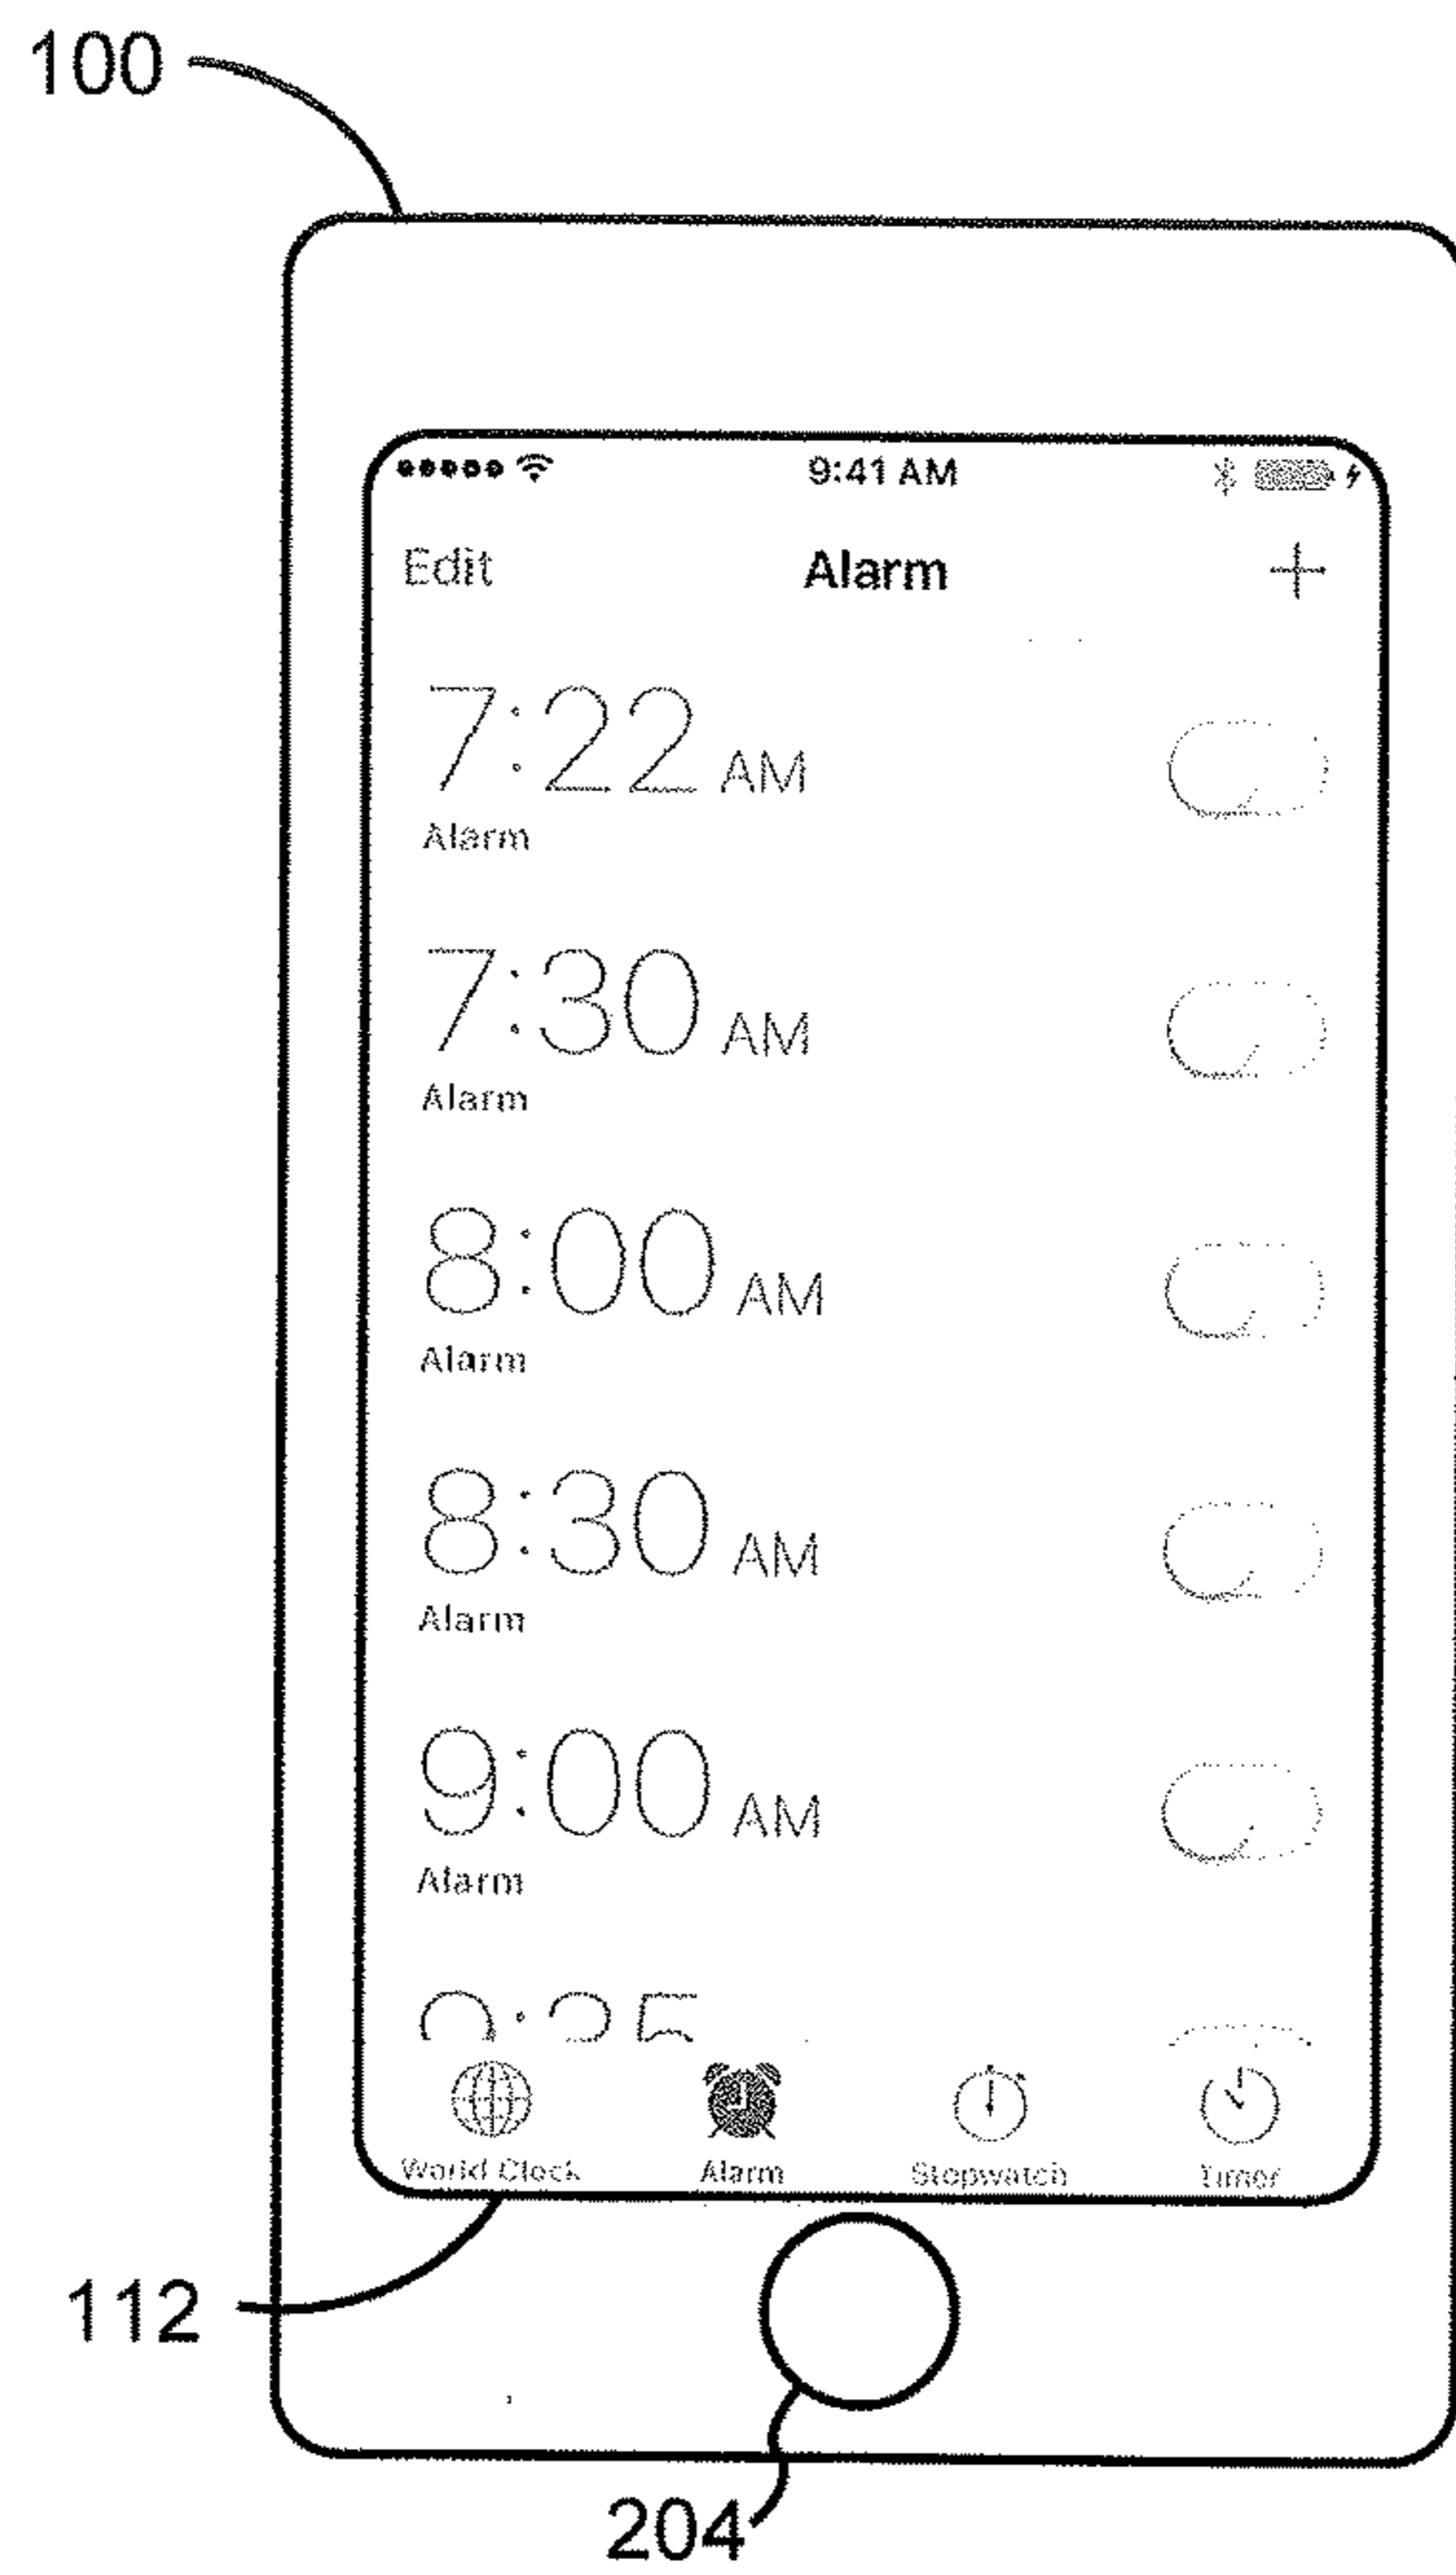 100
9:41 AM
Edit Alarm +
7:22 AM
Alarm
7:30 AM
Alarm
8:00 AM
Alarm
8:30 AM
Alarm
9:00 AM
Alarm
World Clock Alarm Stopwatch Timer
112
204